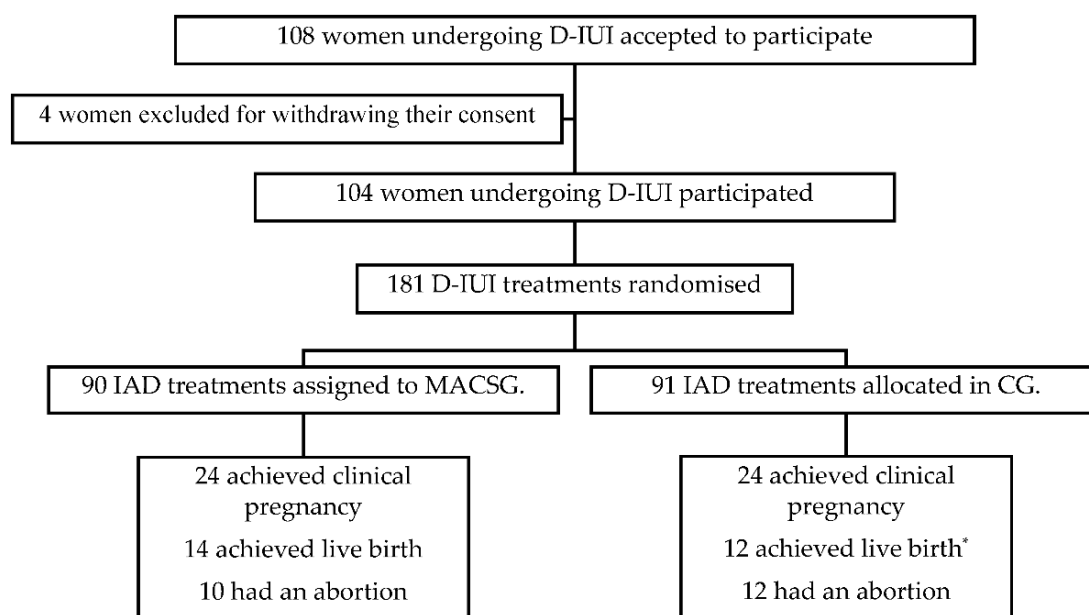 108 women undergoing D-IUI accepted to participate
4 women excluded for withdrawing their consent
104 women undergoing D-IUI participated
181 D-IUI treatments randomised
90 IAD treatments assigned to MACSG.
91 IAD treatments allocated in CG.
24 achieved clinical
pregnancy
14 achieved live birth
10 had an abortion
24 achieved clinical
pregnancy
12 achieved live birth*
12 had an abortion